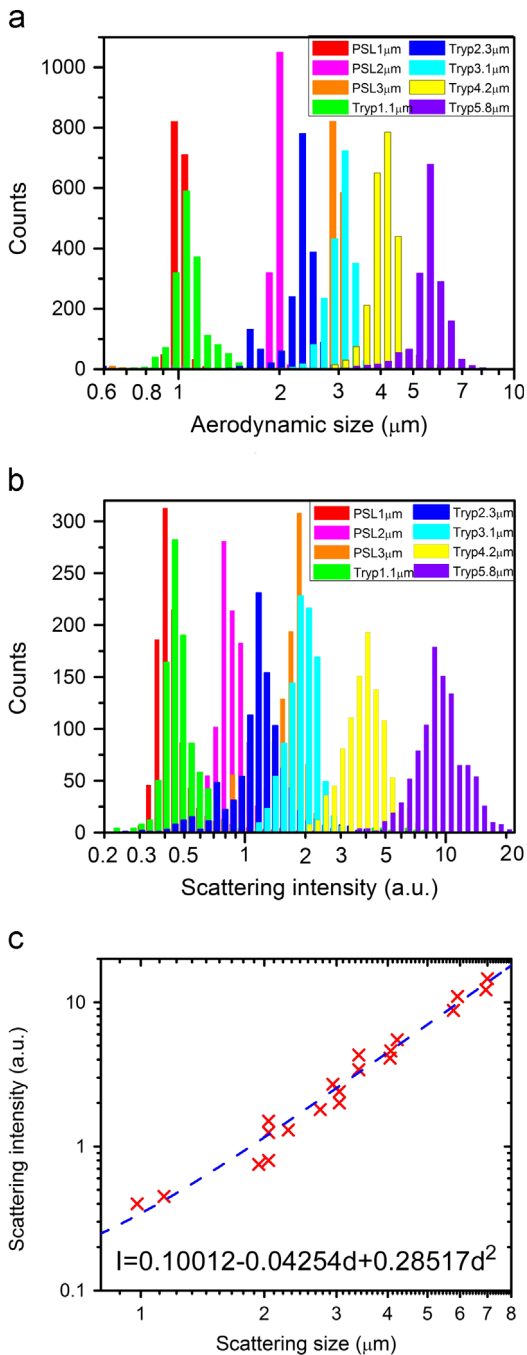 a
PSL1μm
PSL2μm
PSL3μm
Tryp1.1μm
Tryp2.3μm
Tryp3.1μm
Tryp4.2μm
Tryp5.8μm
1000
800
600
400
200
0
Counts
0.6 0.8 1 2 3 4 5 7 10
Aerodynamic size (μm)
b
PSL1μm
PSL2μm
PSL3μm
Tryp1.1μm
Tryp2.3μm
Tryp3.1μm
Tryp4.2μm
Tryp5.8μm
300
250
200
150
100
50
0
Counts
0.2 0.3 0.5 1 2 3 5 10 20
Scattering intensity (a.u.)
c
10
1
0.1
Scattering intensity (a.u.)
I=0.10012-0.04254d+0.28517d²
1 2 3 4 5 6 7 8
Scattering size (μm)